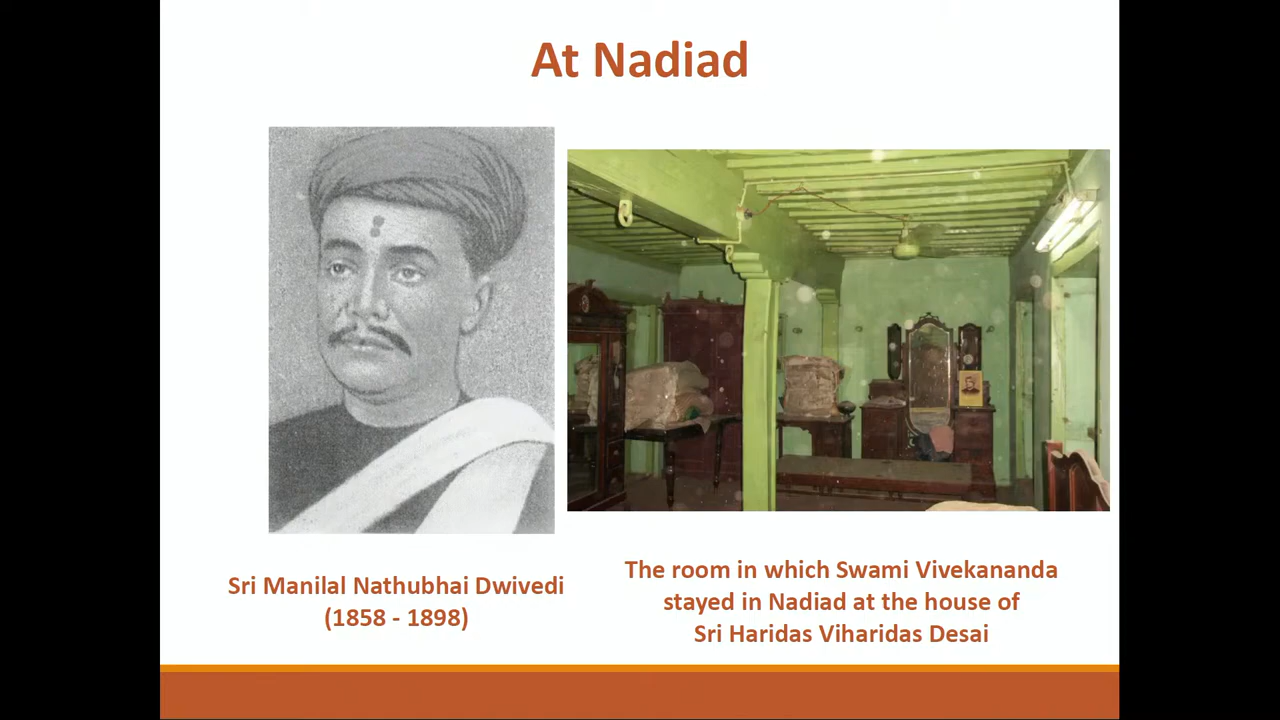 At Nadiad
Sri Manilal Nathubhai Dwivedi
(1858 - 1898)
The room in which Swami Vivekananda
stayed in Nadiad at the house of
Sri Haridas Viharidas Desai